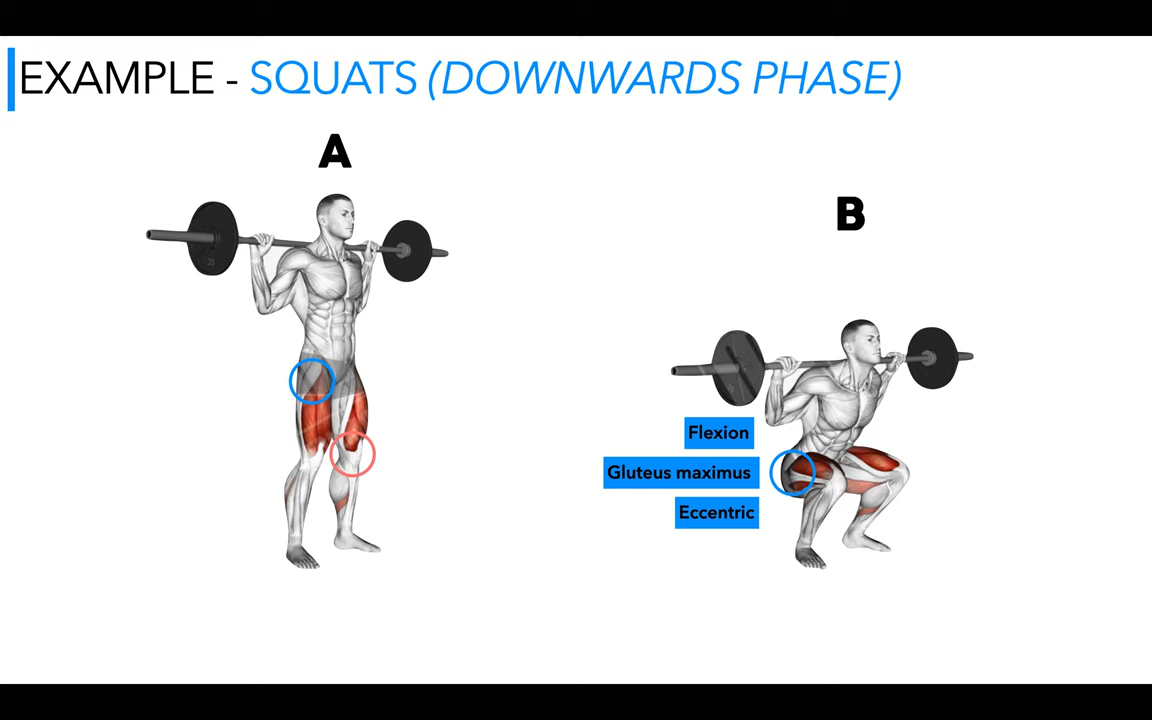 EXAMPLE - SQUATS (DOWNWARDS PHASE)
A
B
Flexion
Gluteus maximus
Eccentric